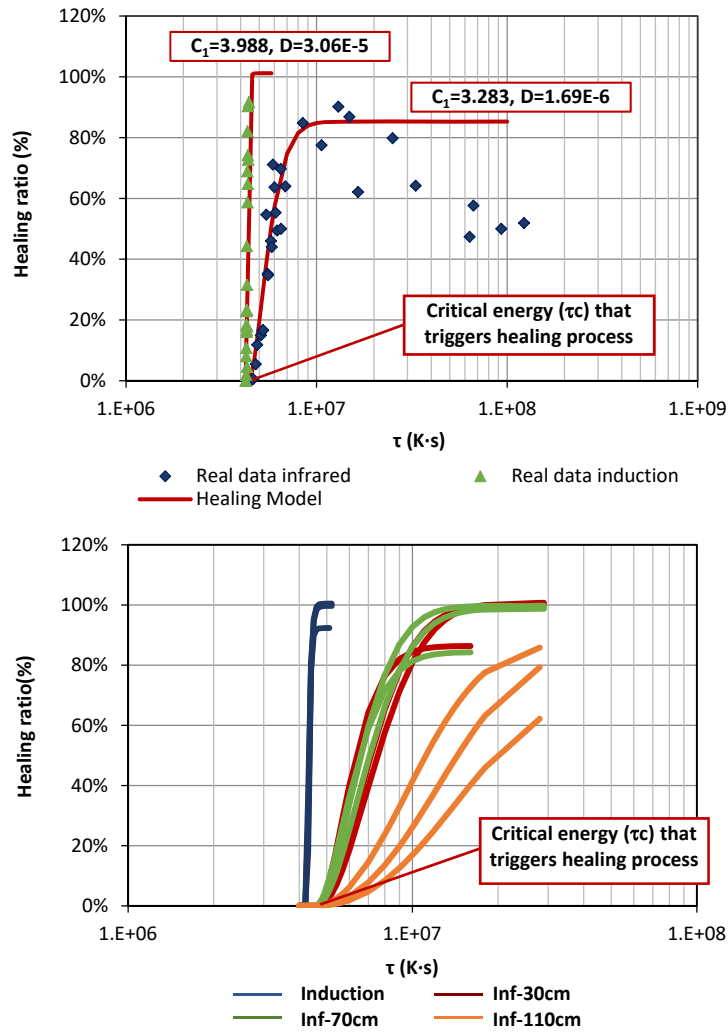 C₁=3.988, D=3.06E-5
120%
100%
80%
60%
40%
20%
0%
Healing ratio (%)
C₁=3.283, D=1.69E-6
Critical energy (τc) that
triggers healing process
1.E+06
1.E+07
1.E+08
1.E+09
τ (K·s)
Real data infrared
Real data induction
Healing Model
120%
100%
80%
60%
40%
20%
0%
Healing ratio(%)
Critical energy (τc) that
triggers healing process
1.E+06
1.E+07
1.E+08
τ (K·s)
Induction
Inf-30cm
Inf-70cm
Inf-110cm